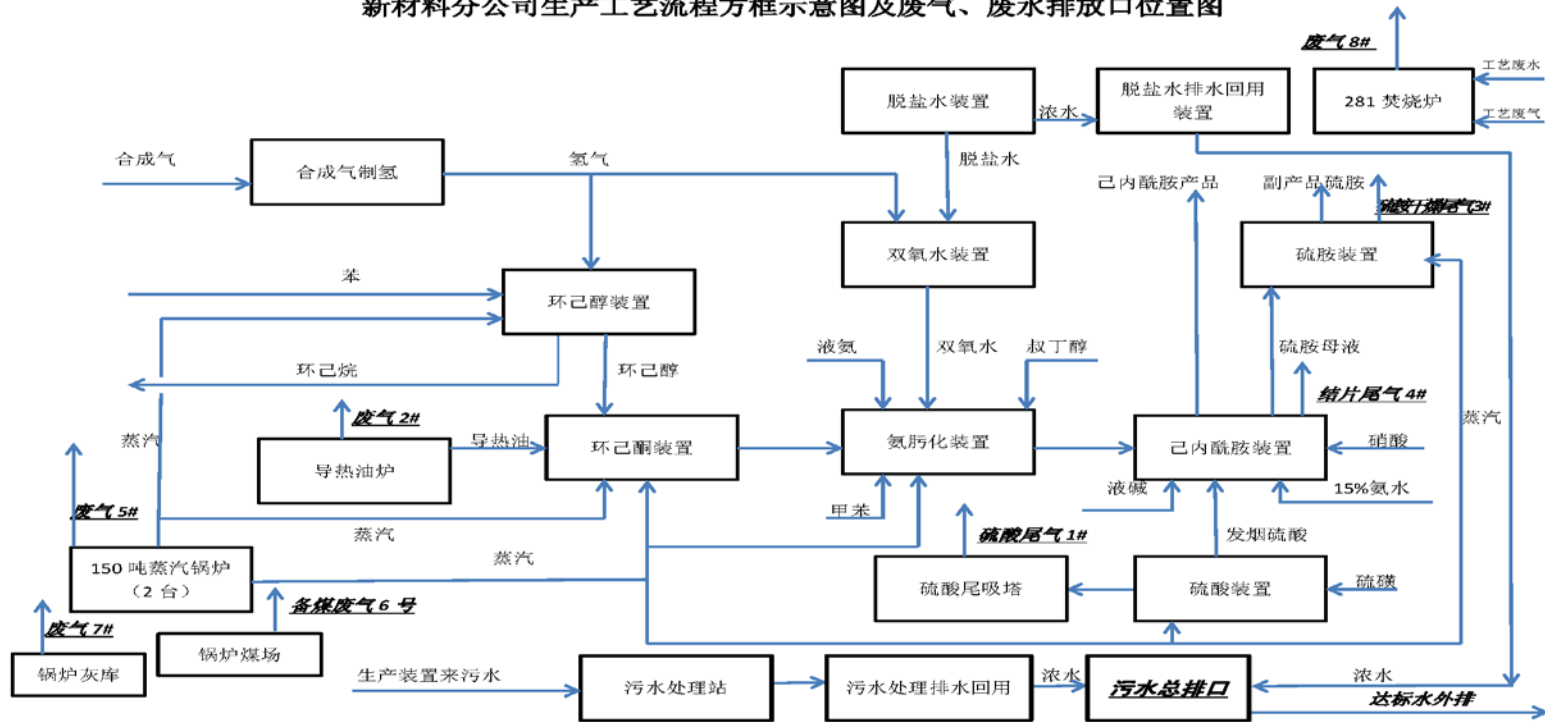 新材料分公司生产工艺流程方框示意图及废气、废水排放口位置图
废气 8#
工艺废水
脱盐水装置
浓水
脱盐水排水回用
装置
281 焚烧炉
工艺废气
合成气
合成气制氢
氢气
脱盐水
己内酰胺产品
副产品硫胺
硫胺干燥尾气3#
双氧水装置
硫胺装置
苯
环己醇装置
环己烷
环己醇
液氨
双氧水
叔丁醇
硫胺母液
结片尾气 4#
废气 2#
蒸汽
导热油
导热油炉
环己酮装置
氨肟化装置
己内酰胺装置
硝酸
蒸汽
废气 5#
蒸汽
甲苯
液碱
15%氨水
硫酸尾气 1#
发烟硫酸
150 吨蒸汽锅炉
（2 台）
蒸汽
硫酸尾吸塔
硫酸装置
硫磺
备煤废气 6 号
废气 7#
锅炉灰库
锅炉煤场
生产装置来污水
污水处理站
污水处理排水回用
浓水
污水总排口
浓水
达标水外排